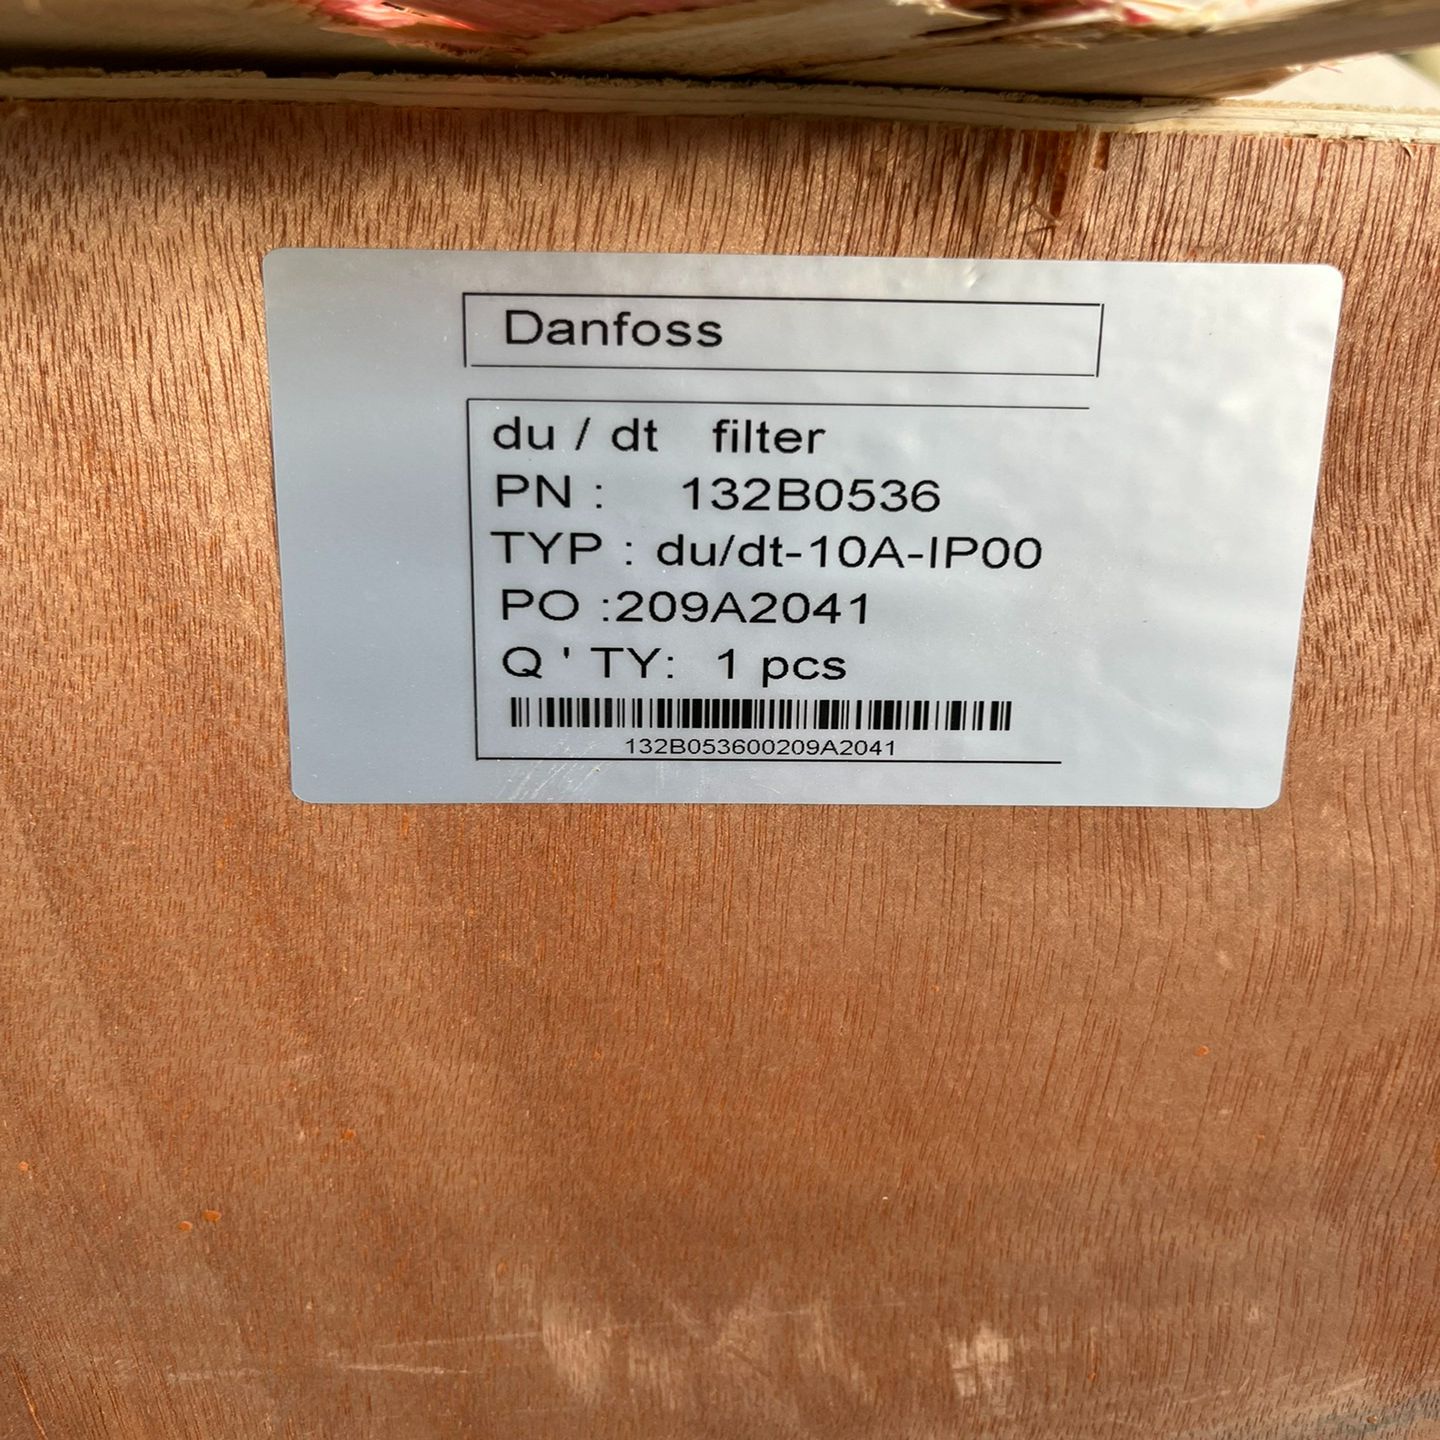 Danfoss
du / dt filter
PN : 132B0536
TYP : du/dt-10A-IP00
PO :209A2041
Q ' TY: 1 pcs
132B053600209A2041